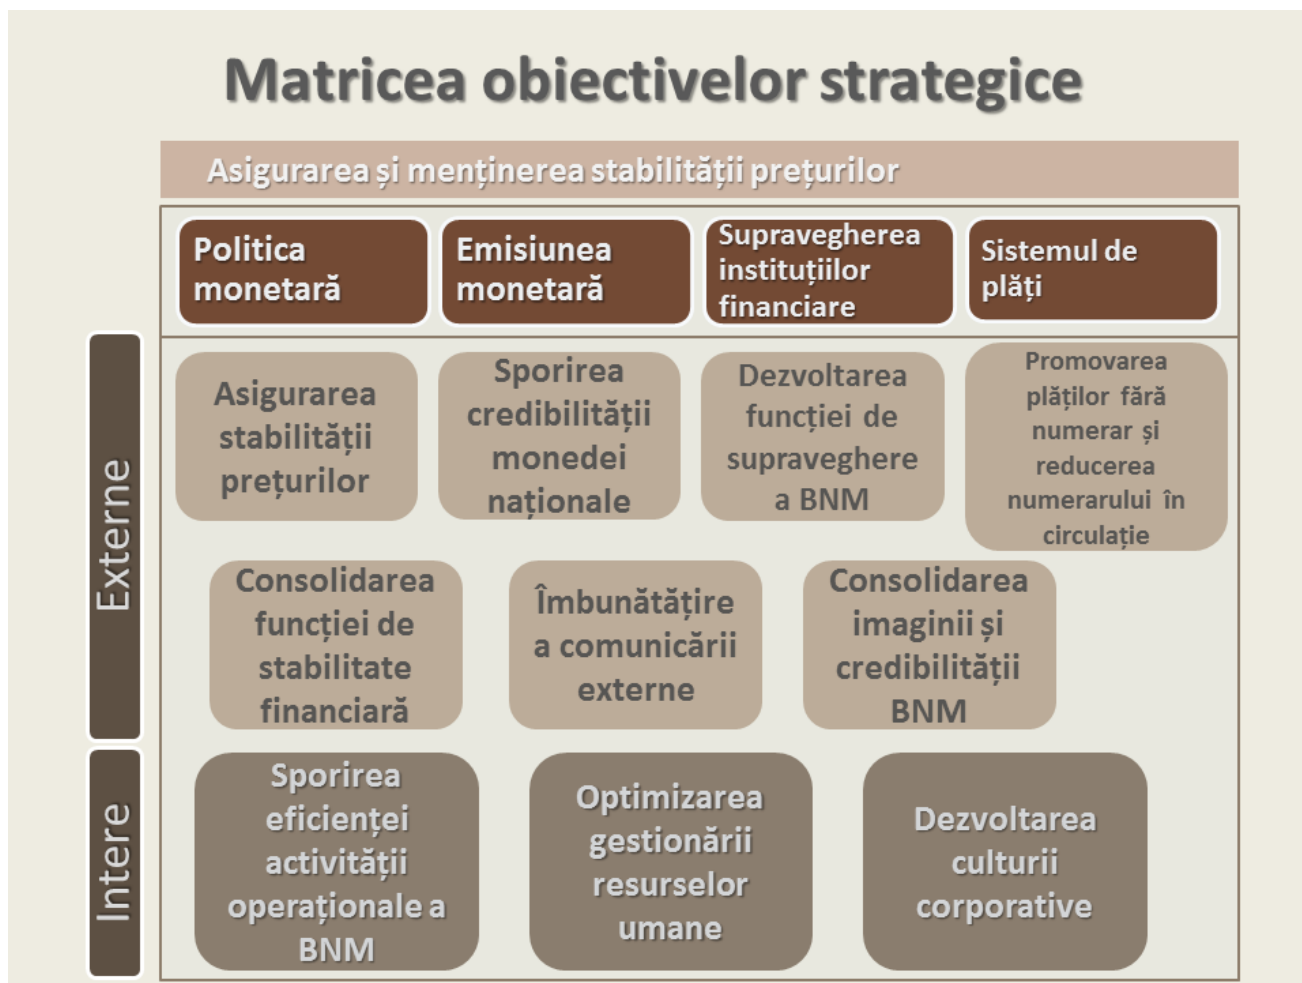 Matricea obiectivelor strategice
Asigurarea și menținerea stabilității prețurilor
Politica
monetară
Emisiunea
monetară
Supravegherea
instituțiilor
financiare
Sistemul de
plăți
Externe
Asigurarea
stabilității
prețurilor
Sporirea
credibilității
monedei
naționale
Dezvoltarea
funcției de
supraveghere
a BNM
Promovarea
plăților fără
numerar și
reducerea
numerarului în
circulație
Consolidarea
funcției de
stabilitate
financiară
Îmbunătățire
a comunicării
externe
Consolidarea
imaginii și
credibilității
BNM
Intere
Sporirea
eficienței
activității
operaționale a
BNM
Optimizarea
gestionării
resurselor
umane
Dezvoltarea
culturii
corporative